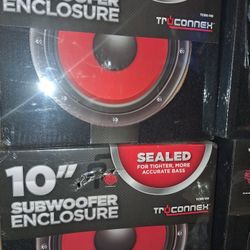 SUBWOOFER
ENCLOSURE
TRUCONNEX
10"
SUBWOOFER
ENCLOSURE
SEALED
FOR TIGHTER, MORE
ACCURATE BASS
TRUCONNEX